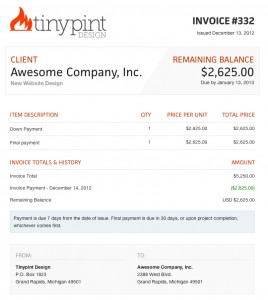 tinypint
DESIGN
INVOICE #332
Issued December 13, 2012
CLIENT
Awesome Company, Inc.
New Website Design
REMAINING BALANCE
$2,625.00
Due by January 13, 2013
ITEM DESCRIPTION QTY PRICE PER UNIT TOTAL PRICE
Down Payment 1 $2,625.00 $2,625.00
Final payment 1 $2,625.00 $2,625.00
INVOICE TOTALS & HISTORY AMOUNT
Invoice Total $5,250.00
Invoice Payment - December 14, 2012 ($2,625.00)
Remaining Balance USD $2,625.00
Payment is due 7 days from the date of issue. Final payment is due in 30 days, or upon project completion,
whichever comes first.
FROM:
Tinypint Design
P.O. Box 1823
Grand Rapids, Michigan 49501
TO:
Awesome Company, Inc.
2388 West Blvd.
Grand Rapids, Michigan 49501